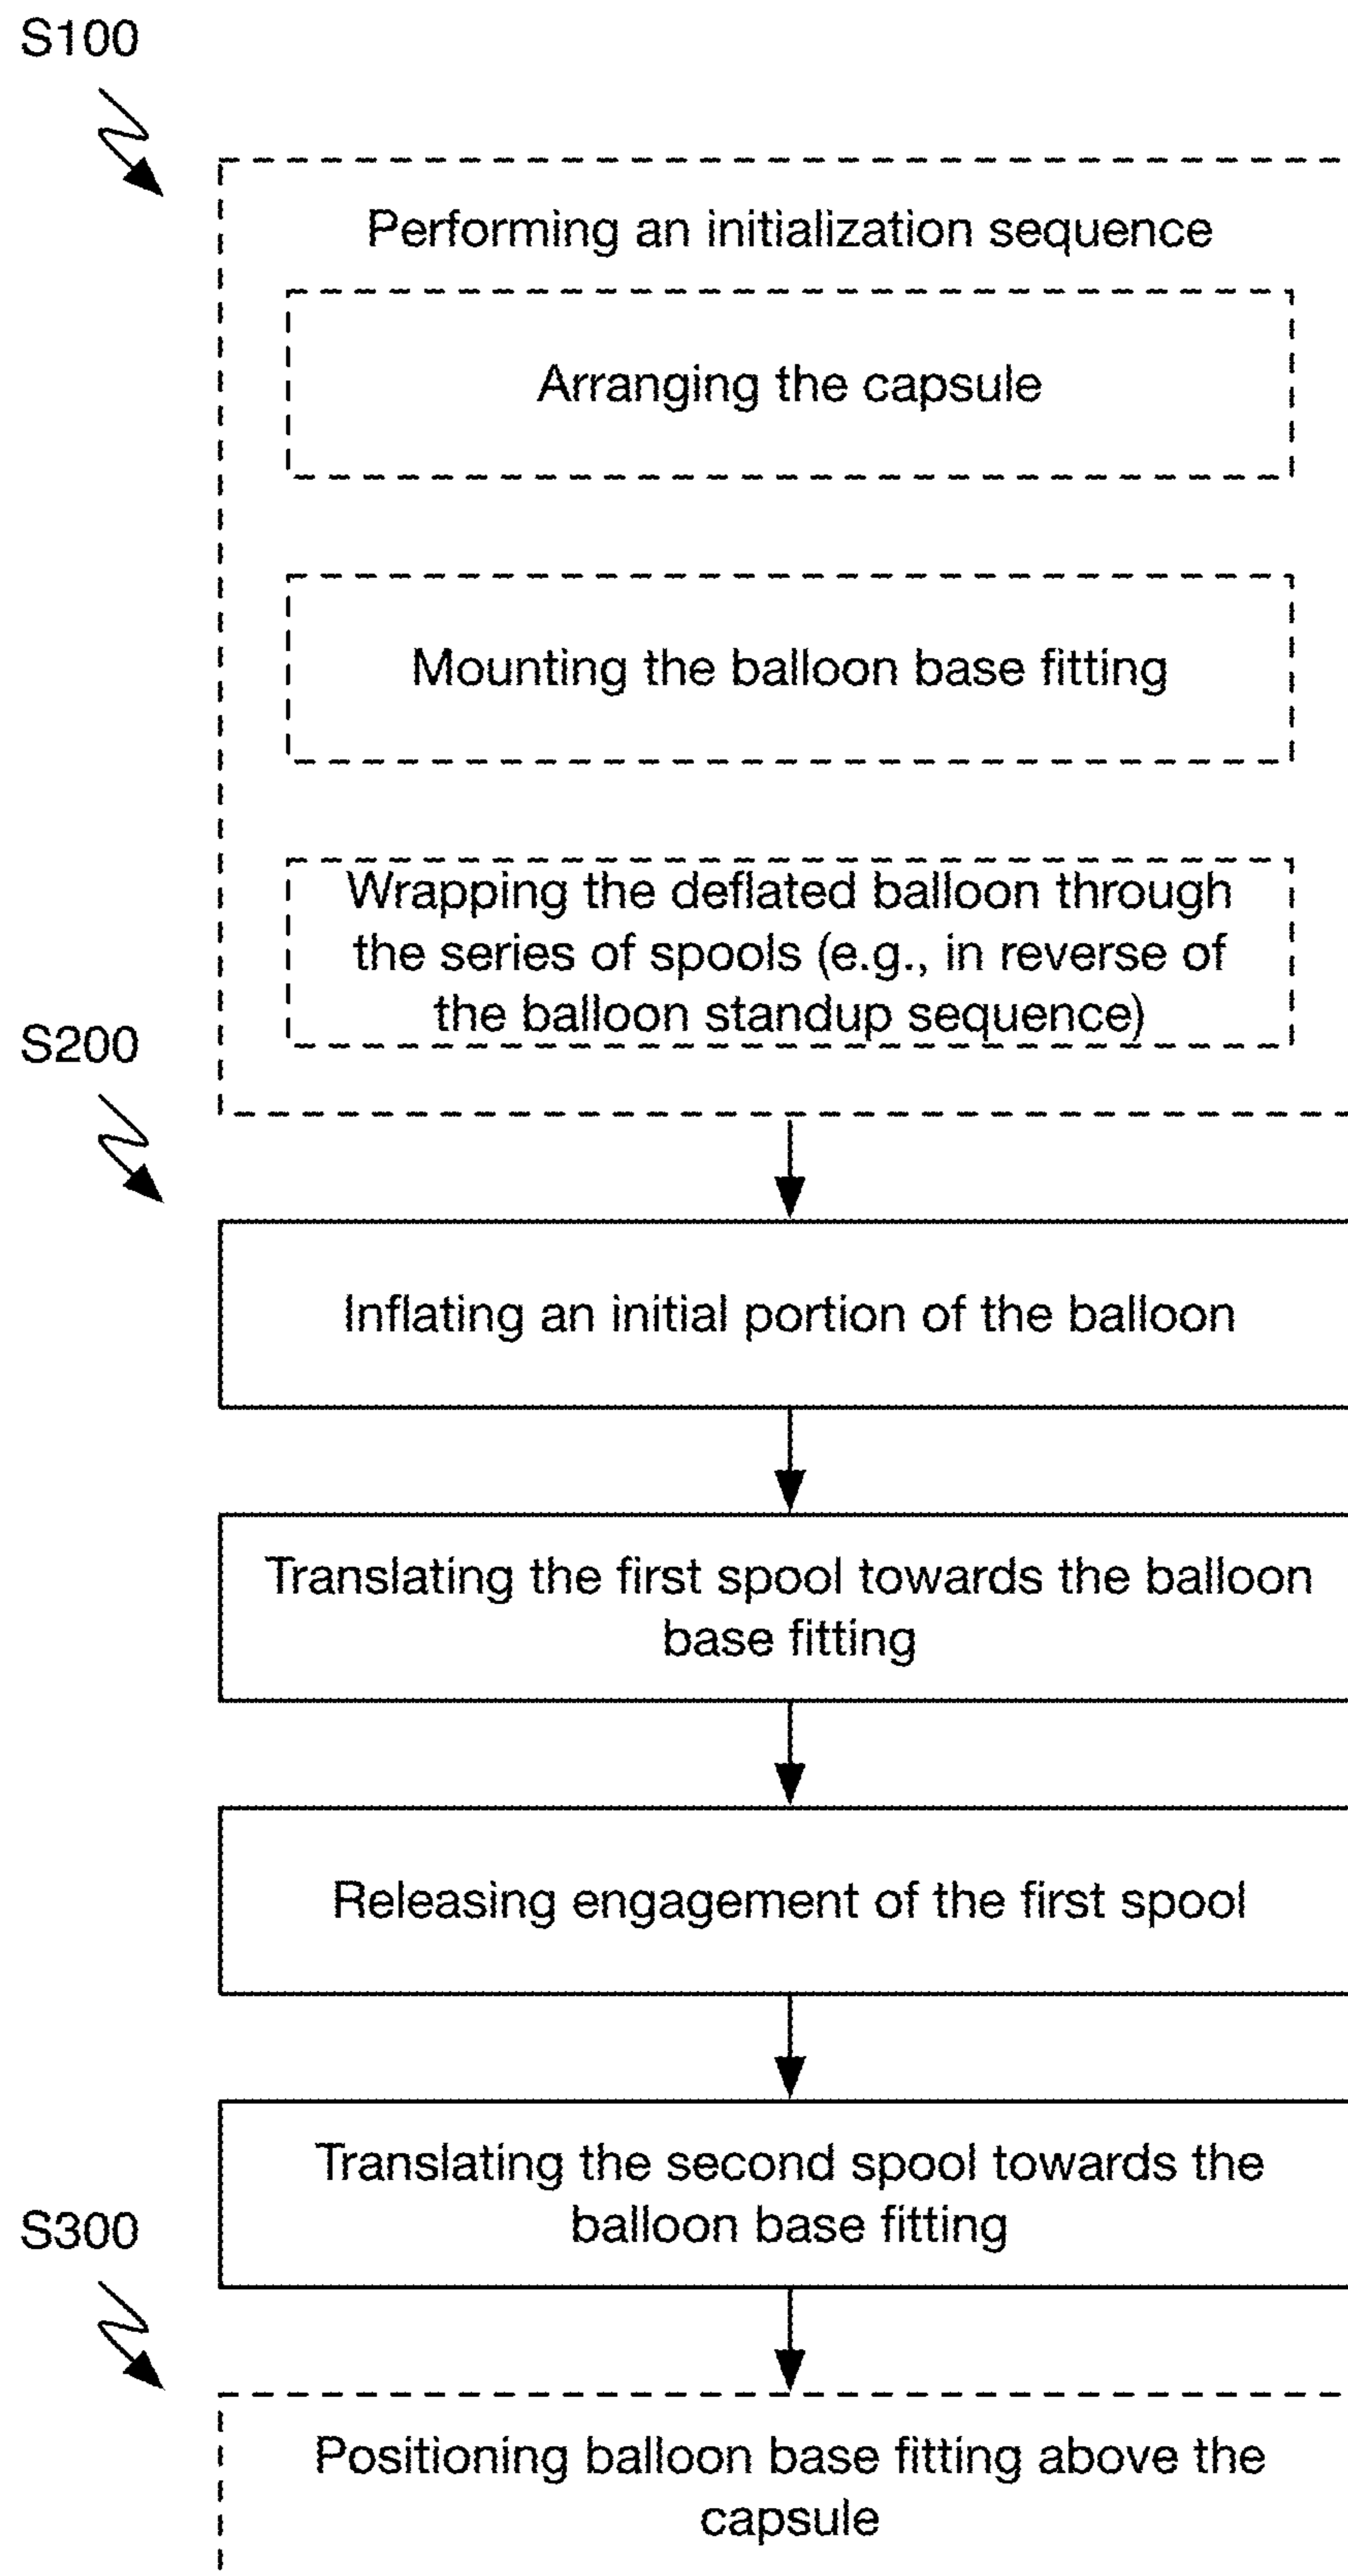 S100
Performing an initialization sequence
Arranging the capsule
Mounting the balloon base fitting
Wrapping the deflated balloon through
the series of spools (e.g., in reverse of
the balloon standup sequence)
S200
Inflating an initial portion of the balloon
Translating the first spool towards the balloon
base fitting
Releasing engagement of the first spool
Translating the second spool towards the
balloon base fitting
S300
Positioning balloon base fitting above the
capsule